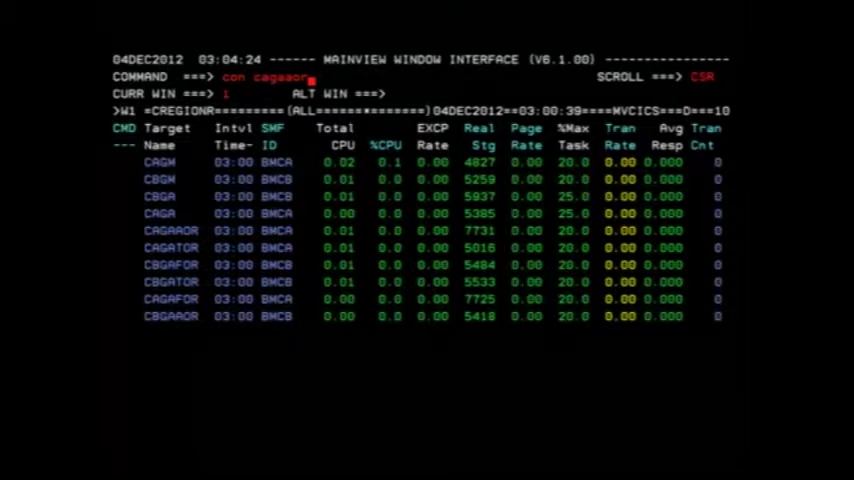 04DEC2012 03:04:24 ------ MAINVIEW WINDOW INTERFACE (V6.1.00) ----------------
COMMAND ===> con cagaaor SCROLL ===> CSR
CURR WIN ===> 1 ALT WIN ===>
>W1 =CREGIONR=========(ALL======*=======)04DEC2012==03:00:39====MVCICS===D===10
CMD Target Intvl SMF Total EXCP Real Page %Max Tran Avg Tran
--- Name Time- ID CPU %CPU Rate Stg Rate Task Rate Resp Cnt
CAGM 03:00 BMCA 0.02 0.1 0.00 4827 0.00 20.0 0.00 0.000 0
CBGM 03:00 BMCB 0.01 0.0 0.00 5259 0.00 20.0 0.00 0.000 0
CBGA 03:00 BMCB 0.01 0.0 0.00 5937 0.00 25.0 0.00 0.000 0
CAGA 03:00 BMCA 0.00 0.0 0.00 5385 0.00 25.0 0.00 0.000 0
CAGAAOR 03:00 BMCA 0.01 0.0 0.00 7731 0.00 20.0 0.00 0.000 0
CAGATOR 03:00 BMCA 0.01 0.0 0.00 5016 0.00 20.0 0.00 0.000 0
CBGAFOR 03:00 BMCB 0.01 0.0 0.00 5484 0.00 20.0 0.00 0.000 0
CBGATOR 03:00 BMCB 0.01 0.0 0.00 5533 0.00 20.0 0.00 0.000 0
CAGAFOR 03:00 BMCA 0.00 0.0 0.00 7725 0.00 20.0 0.00 0.000 0
CBGAAOR 03:00 BMCB 0.00 0.0 0.00 5418 0.00 20.0 0.00 0.000 0